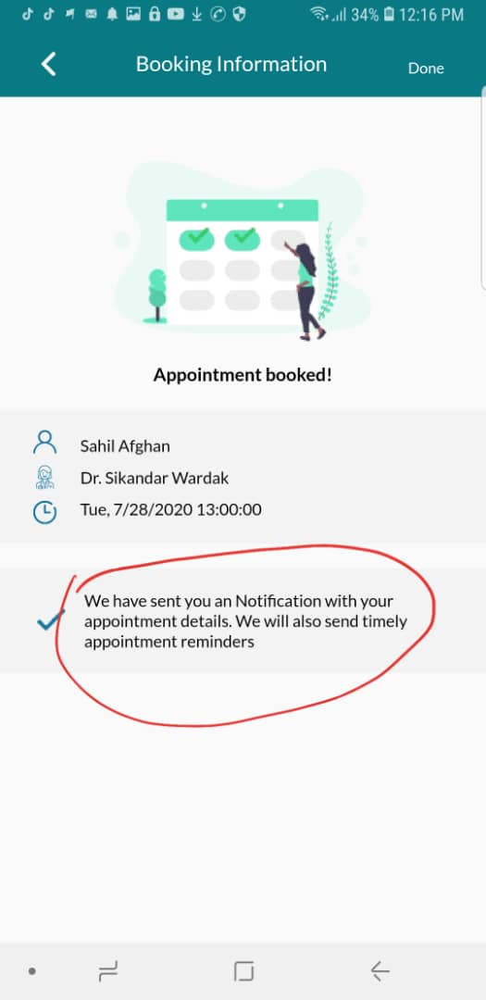 34% 12:16 PM
Booking Information
Done
Appointment booked!
Sahil Afghan
Dr. Sikandar Wardak
Tue, 7/28/2020 13:00:00
We have sent you an Notification with your
appointment details. We will also send timely
appointment reminders